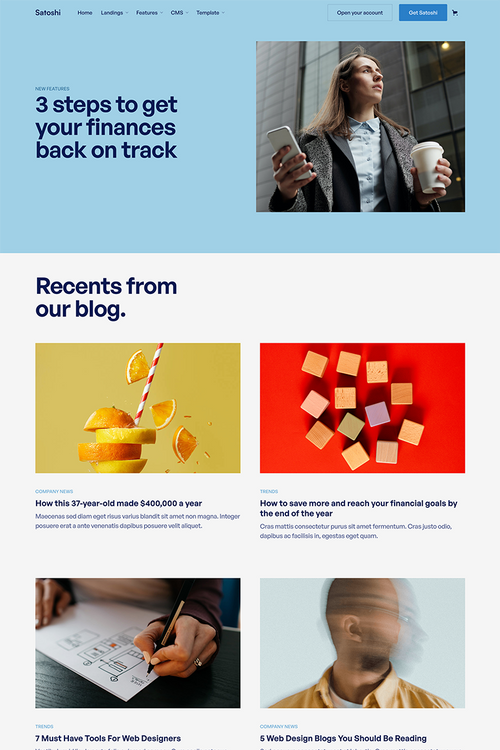 Satoshi
Home
Landings
Features
CMS
Template
Open your account
Get Satoshi
NEW FEATURES
3 steps to get
your finances
back on track
Recents from
our blog.
COMPANY NEWS
How this 37-year-old made $400,000 a year
Maecenas sed diam eget risus varius blandit sit amet non magna. Integer
posuere erat a ante venenatis dapibus posuere velit aliquet.
TRENDS
How to save more and reach your financial goals by
the end of the year
Cras mattis consectetur purus sit amet fermentum. Cras justo odio,
dapibus ac facilisis in, egestas eget quam.
TRENDS
7 Must Have Tools For Web Designers
COMPANY NEWS
5 Web Design Blogs You Should Be Reading